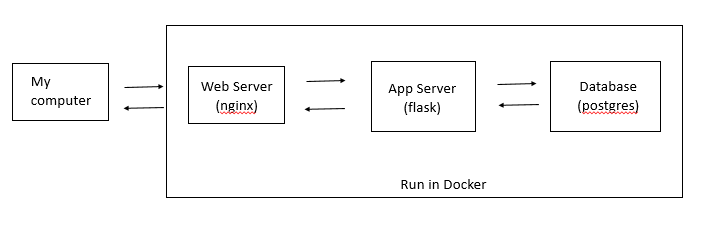 My
computer
Web Server
(nginx)
App Server
(flask)
Database
(postgres)
Run in Docker